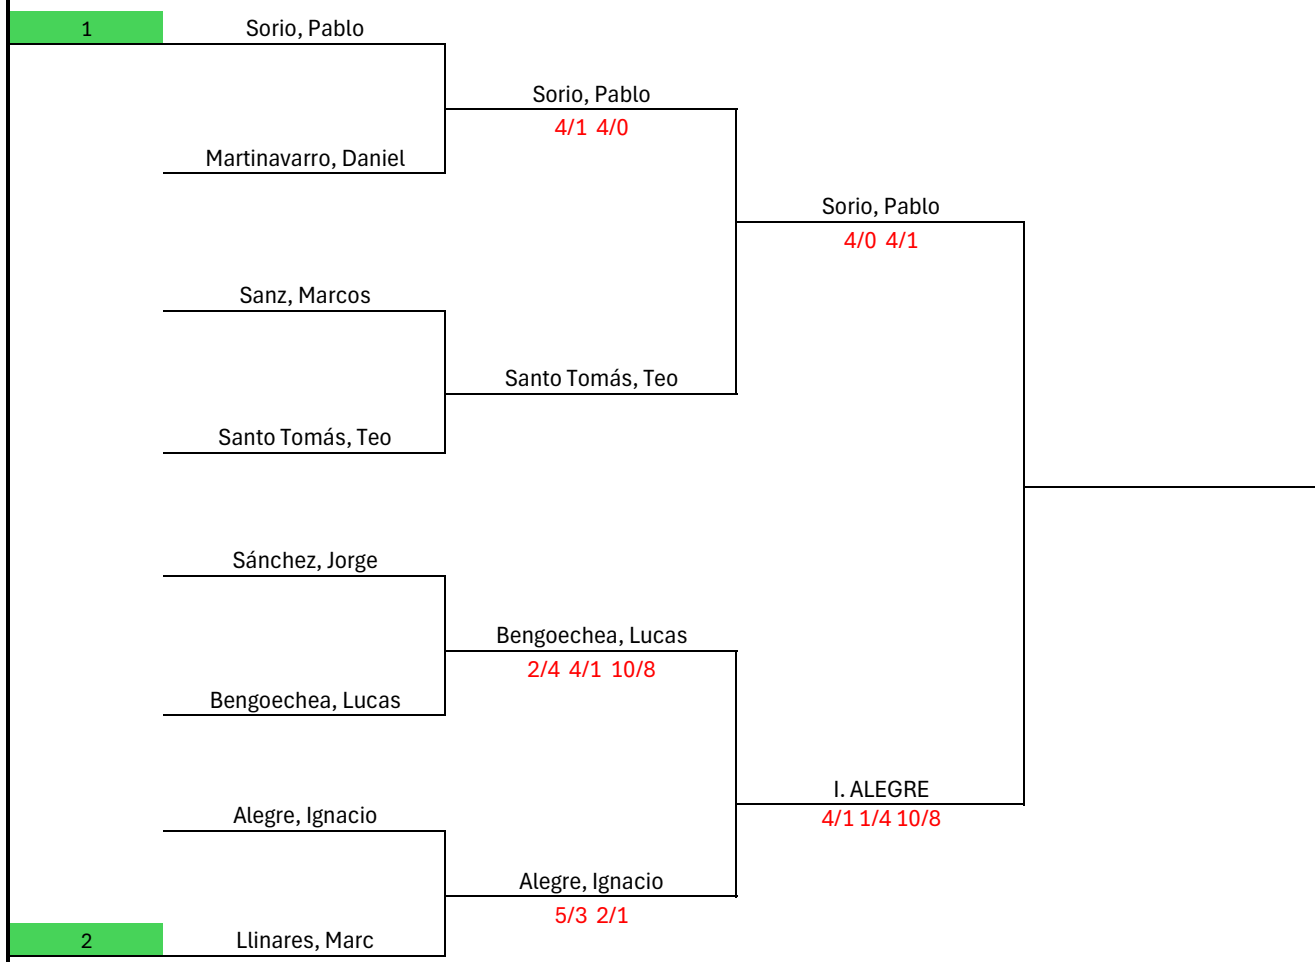 1 Sorio, Pablo
Sorio, Pablo
4/1 4/0
Martinavarro, Daniel
Sorio, Pablo
4/0 4/1
Sanz, Marcos
Santo Tomás, Teo
Santo Tomás, Teo
Sánchez, Jorge
Bengoechea, Lucas
2/4 4/1 10/8
Bengoechea, Lucas
I. ALEGRE
4/1 1/4 10/8
Alegre, Ignacio
Alegre, Ignacio
5/3 2/1
2 Llinares, Marc